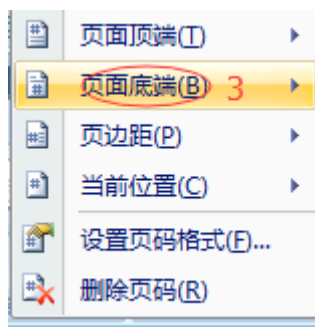 页面顶端(T)
页面底端(B) 3
页边距(P)
当前位置(C)
设置页码格式(F)...
删除页码(R)